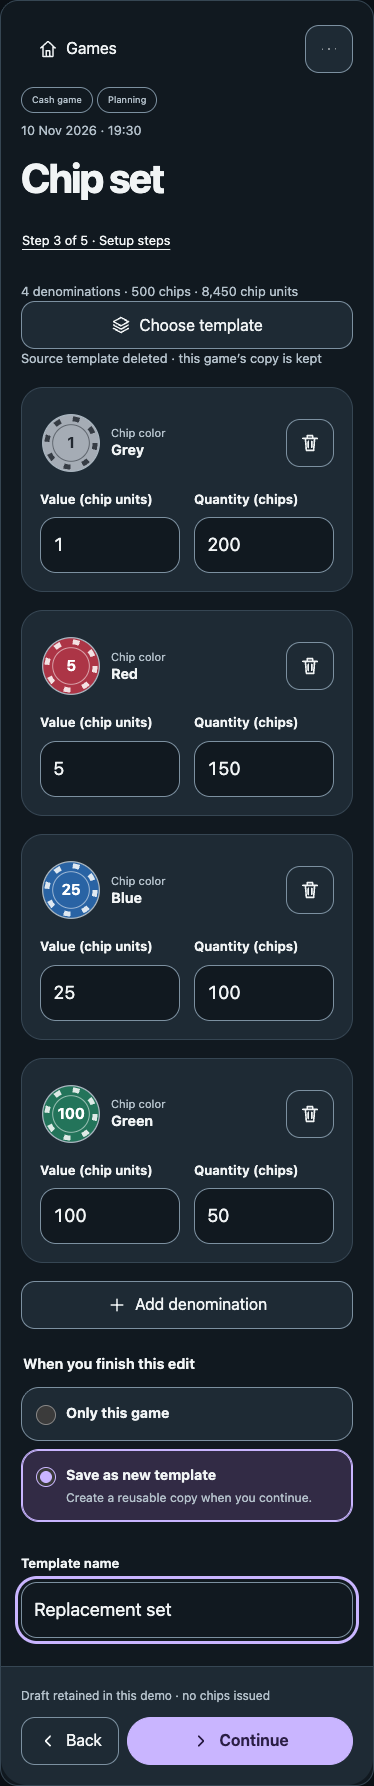 Games
Cash game
Planning
10 Nov 2026 · 19:30
Chip set
Step 3 of 5 · Setup steps
4 denominations · 500 chips · 8,450 chip units
Choose template
Source template deleted · this game's copy is kept
1
Chip color
Grey
Value (chip units)
Quantity (chips)
1
200
5
Chip color
Red
Value (chip units)
Quantity (chips)
5
150
25
Chip color
Blue
Value (chip units)
Quantity (chips)
25
100
100
Chip color
Green
Value (chip units)
Quantity (chips)
100
50
Add denomination
When you finish this edit
Only this game
Save as new template
Create a reusable copy when you continue.
Template name
Replacement set
Draft retained in this demo · no chips issued
Back
Continue